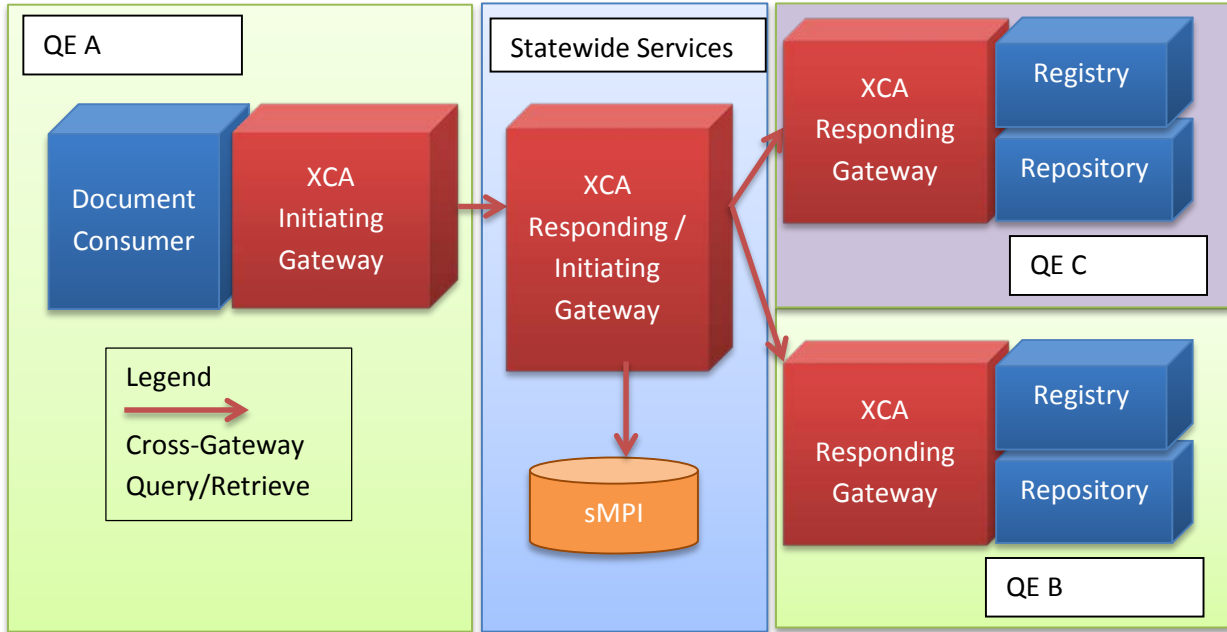 QE A
Document
Consumer
XCA
Initiating
Gateway
Legend
Cross-Gateway
Query/Retrieve
Statewide Services
XCA
Responding /
Initiating
Gateway
sMPI
XCA
Responding
Gateway
Registry
Repository
QE C
XCA
Responding
Gateway
Registry
Repository
QE B